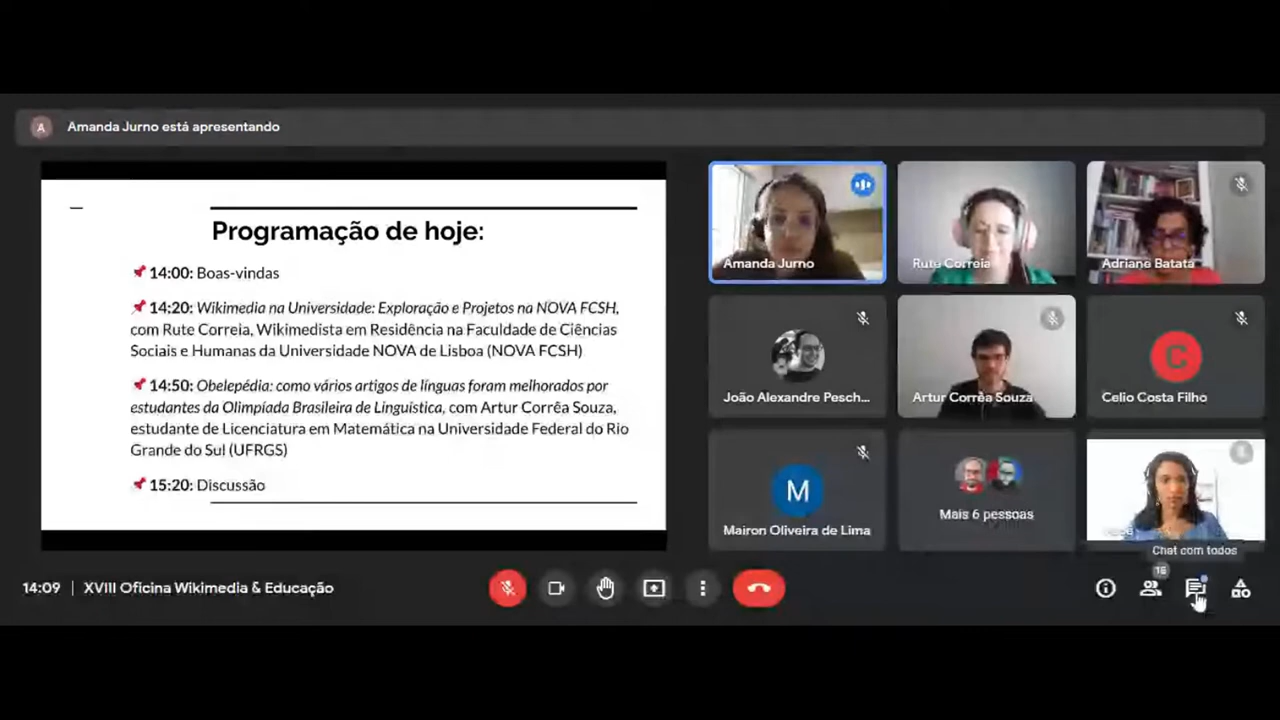 A
Amanda Jurno está apresentando
Programação de hoje:
14:00: Boas-vindas
14:20: Wikimedia na Universidade: Exploração e Projetos na NOVA FCSH,
com Rute Correia, Wikimedista em Residência na Faculdade de Ciências
Sociais e Humanas da Universidade NOVA de Lisboa (NOVA FCSH)
14:50: Obelepédia: como vários artigos de línguas foram melhorados por
estudantes da Olimpíada Brasileira de Linguística, com Artur Corrêa Souza,
estudante de Licenciatura em Matemática na Universidade Federal do Rio
Grande do Sul (UFRGS)
15:20: Discussão
Amanda Jurno
Rute Correia
Adriane Batata
João Alexandre Pesch...
Artur Corrêa Souza
C
Celio Costa Filho
M
Mairon Oliveira de Lima
Mais 6 pessoas
Chat com todos
14:09 | XVIII Oficina Wikimedia & Educação